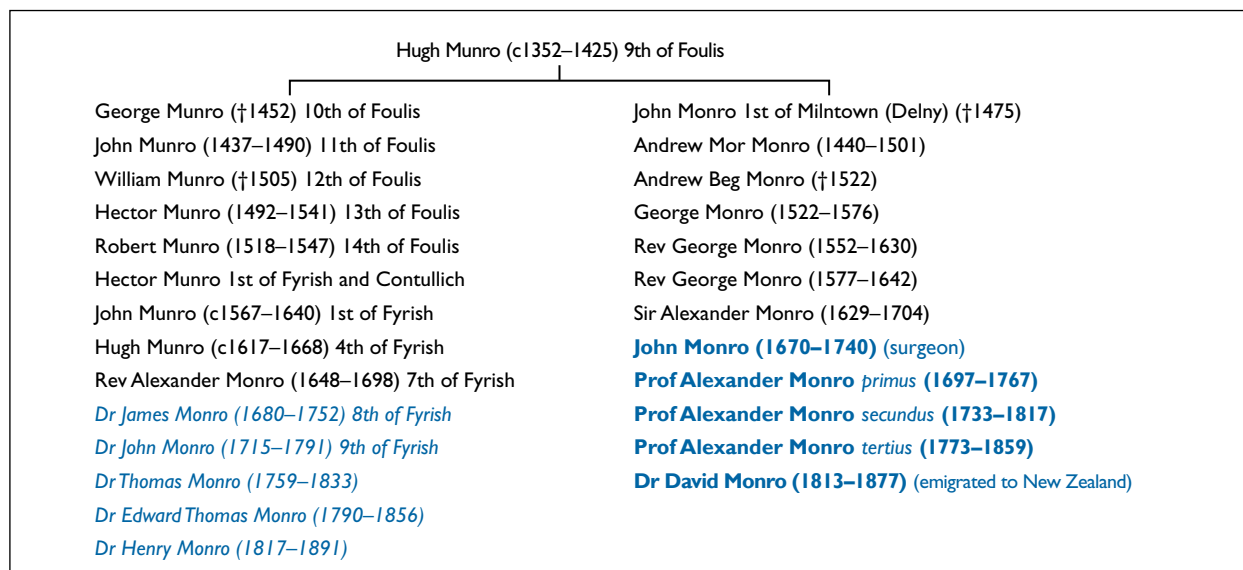 Hugh Munro (c1352–1425) 9th of Foulis
George Munro (†1452) 10th of Foulis
John Munro (1437–1490) 11th of Foulis
William Munro (†1505) 12th of Foulis
Hector Munro (1492–1541) 13th of Foulis
Robert Munro (1518–1547) 14th of Foulis
Hector Munro 1st of Fyrish and Contullich
John Munro (c1567–1640) 1st of Fyrish
Hugh Munro (c1617–1668) 4th of Fyrish
Rev Alexander Monro (1648–1698) 7th of Fyrish
Dr James Monro (1680–1752) 8th of Fyrish
Dr John Monro (1715–1791) 9th of Fyrish
Dr Thomas Monro (1759–1833)
Dr Edward Thomas Monro (1790–1856)
Dr Henry Monro (1817–1891)
John Monro 1st of Milntown (Delny) (†1475)
Andrew Mor Monro (1440–1501)
Andrew Beg Monro (†1522)
George Monro (1522–1576)
Rev George Monro (1552–1630)
Rev George Monro (1577–1642)
Sir Alexander Monro (1629–1704)
John Monro (1670–1740) (surgeon)
Prof Alexander Monro primus (1697–1767)
Prof Alexander Monro secundus (1733–1817)
Prof Alexander Monro tertius (1773–1859)
Dr David Monro (1813–1877) (emigrated to New Zealand)